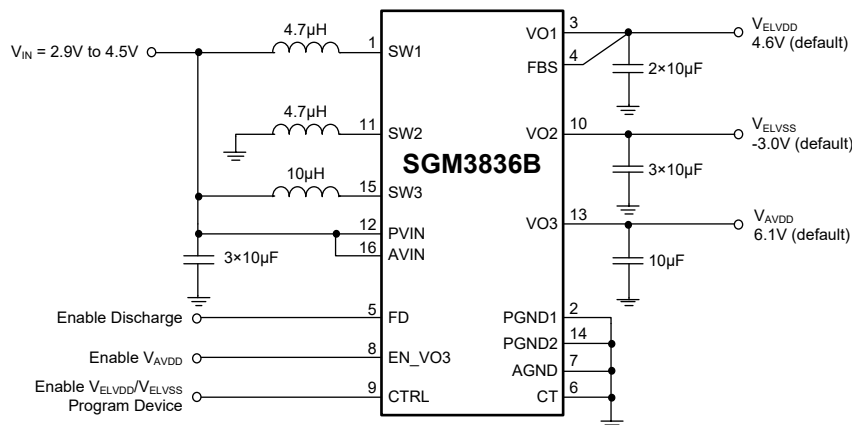 V_IN = 2.9V to 4.5V
4.7µH
1 SW1
4.7µH
11 SW2
10µH
15 SW3
12 PVIN
16 AVIN
3×10µF
Enable Discharge
5 FD
Enable V_AVDD
8 EN_VO3
Enable V_ELVDD/V_ELVSS
Program Device
9 CTRL
SGM3836B
VO1 3
FBS 4
V_ELVDD
4.6V (default)
2×10µF
VO2 10
V_ELVSS
-3.0V (default)
3×10µF
VO3 13
V_AVDD
6.1V (default)
10µF
PGND1 2
PGND2 14
AGND 7
CT 6